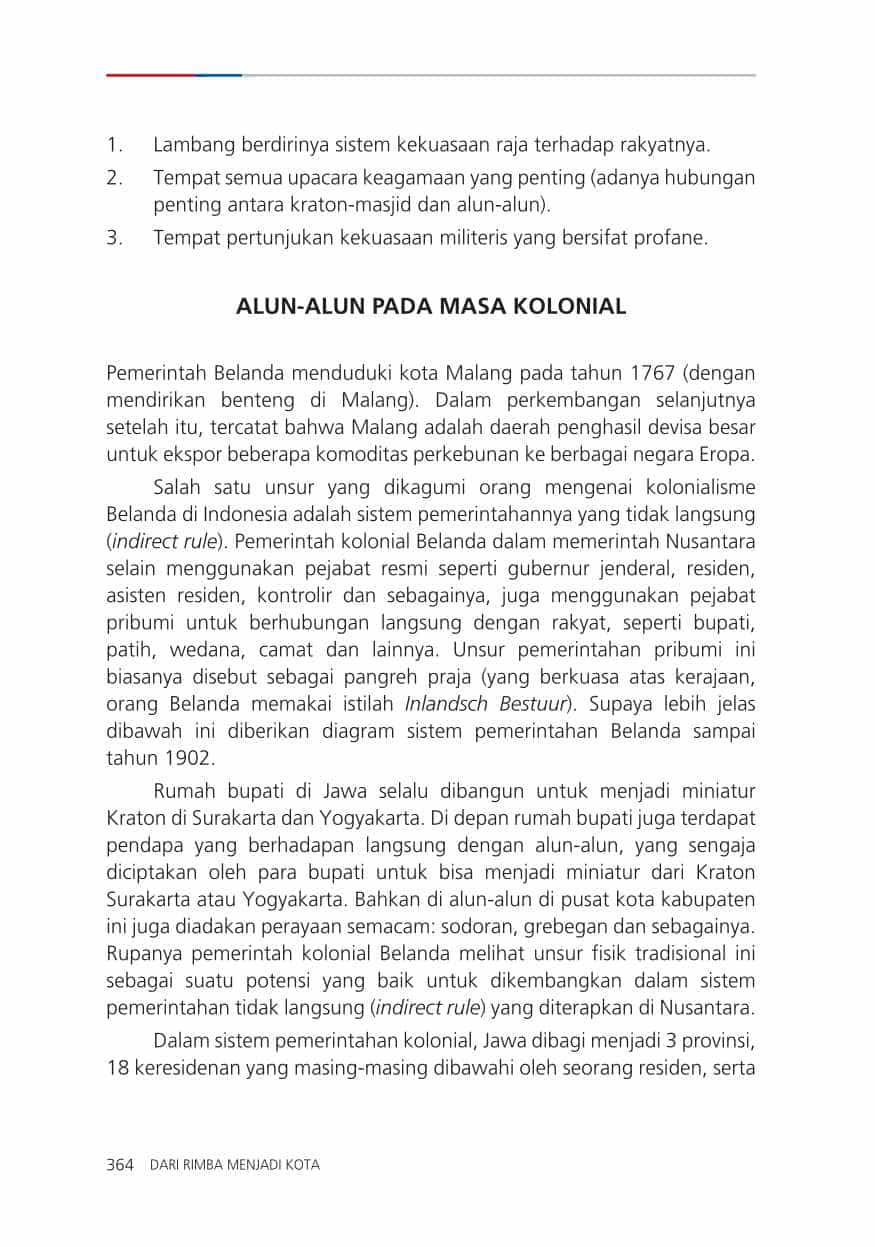 1. Lambang berdirinya sistem kekuasaan raja terhadap rakyatnya.
2. Tempat semua upacara keagamaan yang penting (adanya hubungan
penting antara kraton-masjid dan alun-alun).
3. Tempat pertunjukan kekuasaan militeris yang bersifat profane.
ALUN-ALUN PADA MASA KOLONIAL
Pemerintah Belanda menduduki kota Malang pada tahun 1767 (dengan
mendirikan benteng di Malang). Dalam perkembangan selanjutnya
setelah itu, tercatat bahwa Malang adalah daerah penghasil devisa besar
untuk ekspor beberapa komoditas perkebunan ke berbagai negara Eropa.
Salah satu unsur yang dikagumi orang mengenai kolonialisme
Belanda di Indonesia adalah sistem pemerintahannya yang tidak langsung
(indirect rule). Pemerintah kolonial Belanda dalam memerintah Nusantara
selain menggunakan pejabat resmi seperti gubernur jenderal, residen,
asisten residen, kontrolir dan sebagainya, juga menggunakan pejabat
pribumi untuk berhubungan langsung dengan rakyat, seperti bupati,
patih, wedana, camat dan lainnya. Unsur pemerintahan pribumi ini
biasanya disebut sebagai pangreh praja (yang berkuasa atas kerajaan,
orang Belanda memakai istilah Inlandsch Bestuur). Supaya lebih jelas
dibawah ini diberikan diagram sistem pemerintahan Belanda sampai
tahun 1902.
Rumah bupati di Jawa selalu dibangun untuk menjadi miniatur
Kraton di Surakarta dan Yogyakarta. Di depan rumah bupati juga terdapat
pendapa yang berhadapan langsung dengan alun-alun, yang sengaja
diciptakan oleh para bupati untuk bisa menjadi miniatur dari Kraton
Surakarta atau Yogyakarta. Bahkan di alun-alun di pusat kota kabupaten
ini juga diadakan perayaan semacam: sodoran, grebegan dan sebagainya.
Rupanya pemerintah kolonial Belanda melihat unsur fisik tradisional ini
sebagai suatu potensi yang baik untuk dikembangkan dalam sistem
pemerintahan tidak langsung (indirect rule) yang diterapkan di Nusantara.
Dalam sistem pemerintahan kolonial, Jawa dibagi menjadi 3 provinsi,
18 keresidenan yang masing-masing dibawahi oleh seorang residen, serta
364 DARI RIMBA MENJADI KOTA